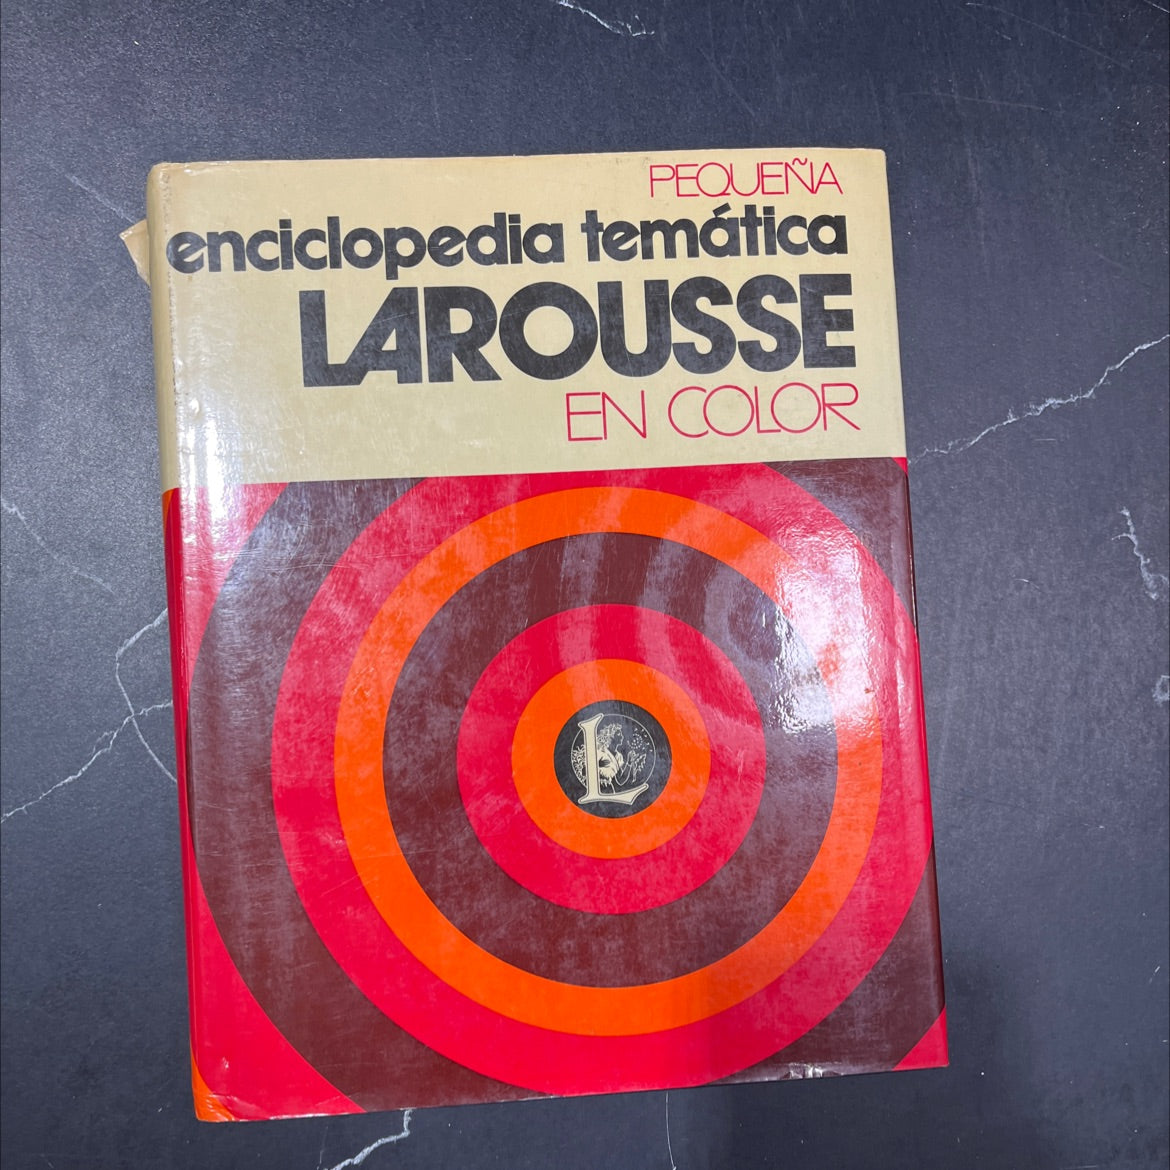 PEQUEÑA
enciclopedia temática
LAROUSSE
EN COLOR
L